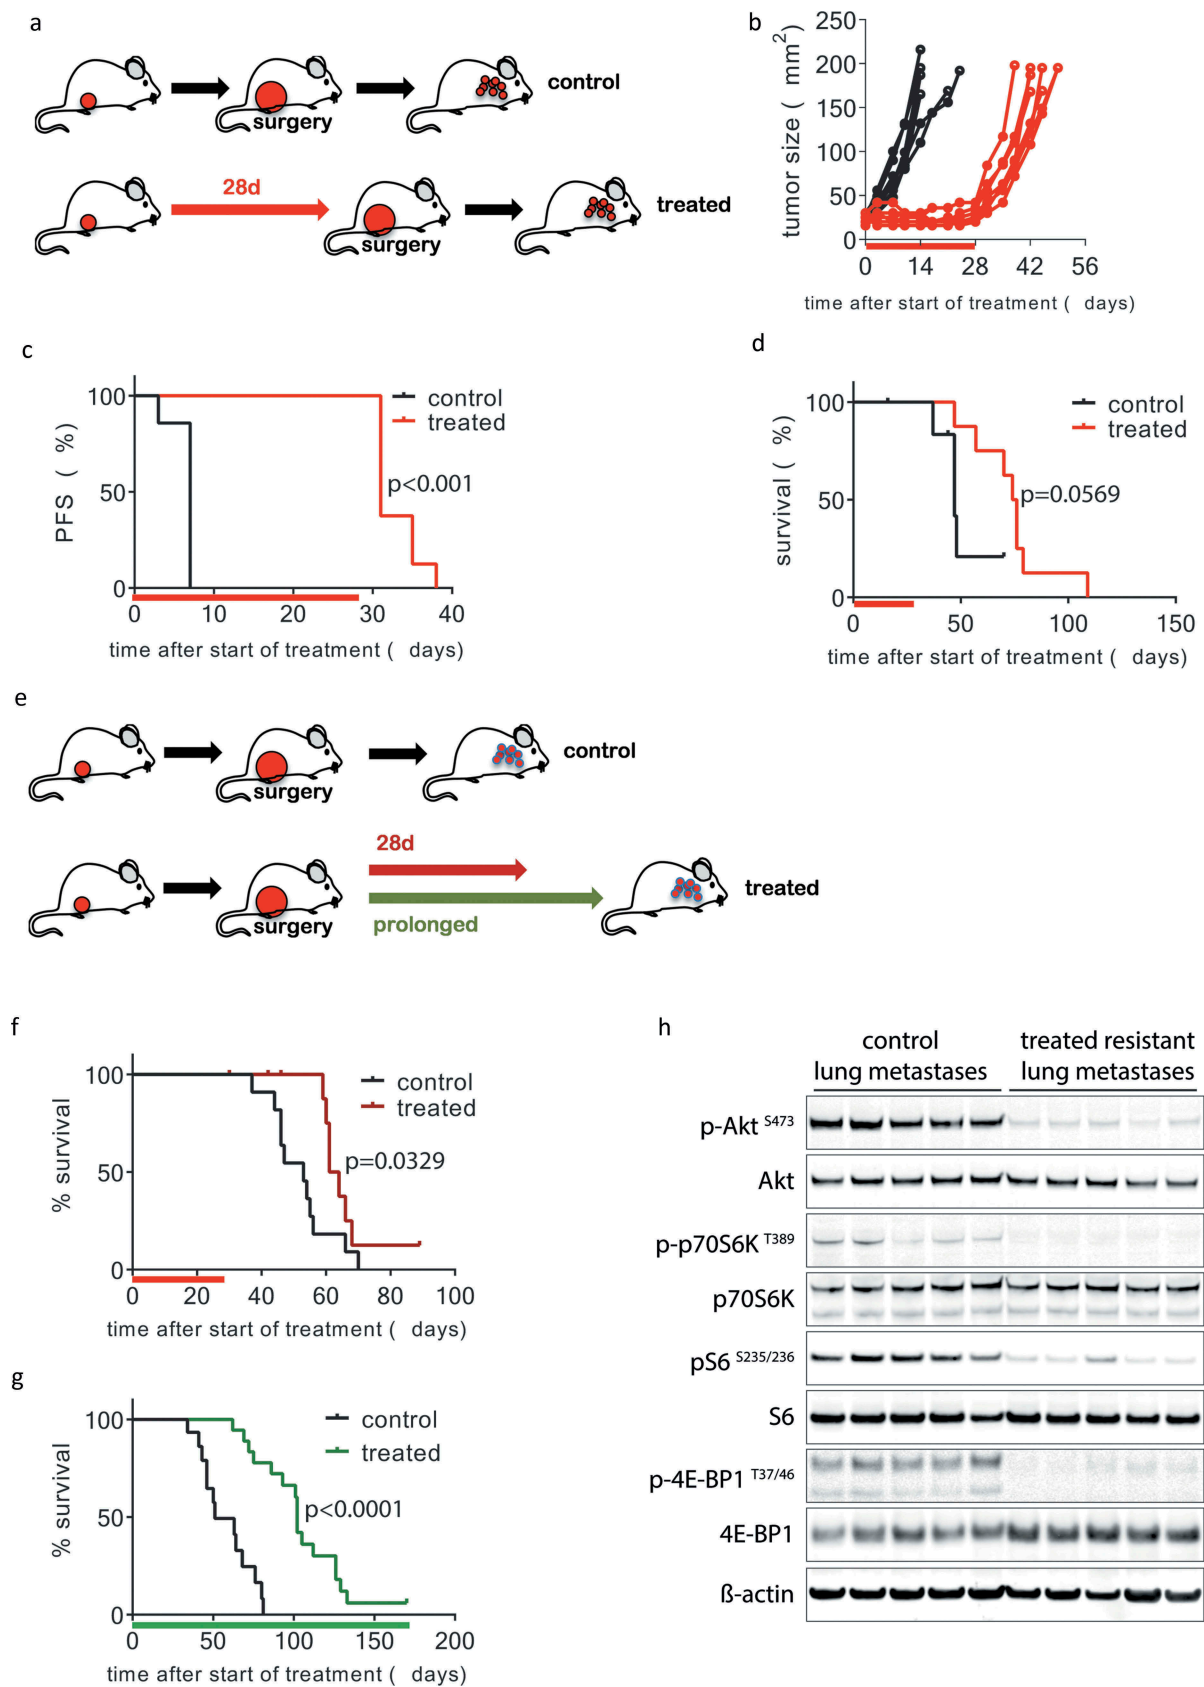 a
control
surgery
28d
treated
surgery
b
tumor size ( mm²)
250
200
150
100
50
0
0 14 28 42 56
time after start of treatment ( days)
c
PFS ( %)
100
50
0
control
treated
p<0.001
0 10 20 30 40
time after start of treatment ( days)
d
survival ( %)
100
50
0
control
treated
p=0.0569
0 50 100 150
time after start of treatment ( days)
e
control
surgery
28d
treated
surgery
prolonged
f
% survival
100
50
0
control
treated
p=0.0329
0 20 40 60 80 100
time after start of treatment ( days)
g
% survival
100
50
0
control
treated
p<0.0001
0 50 100 150 200
time after start of treatment ( days)
h
control
lung metastases
treated resistant
lung metastases
p-Akt S473
Akt
p-p70S6K T389
p70S6K
pS6 S235/236
S6
p-4E-BP1 T37/46
4E-BP1
ß-actin